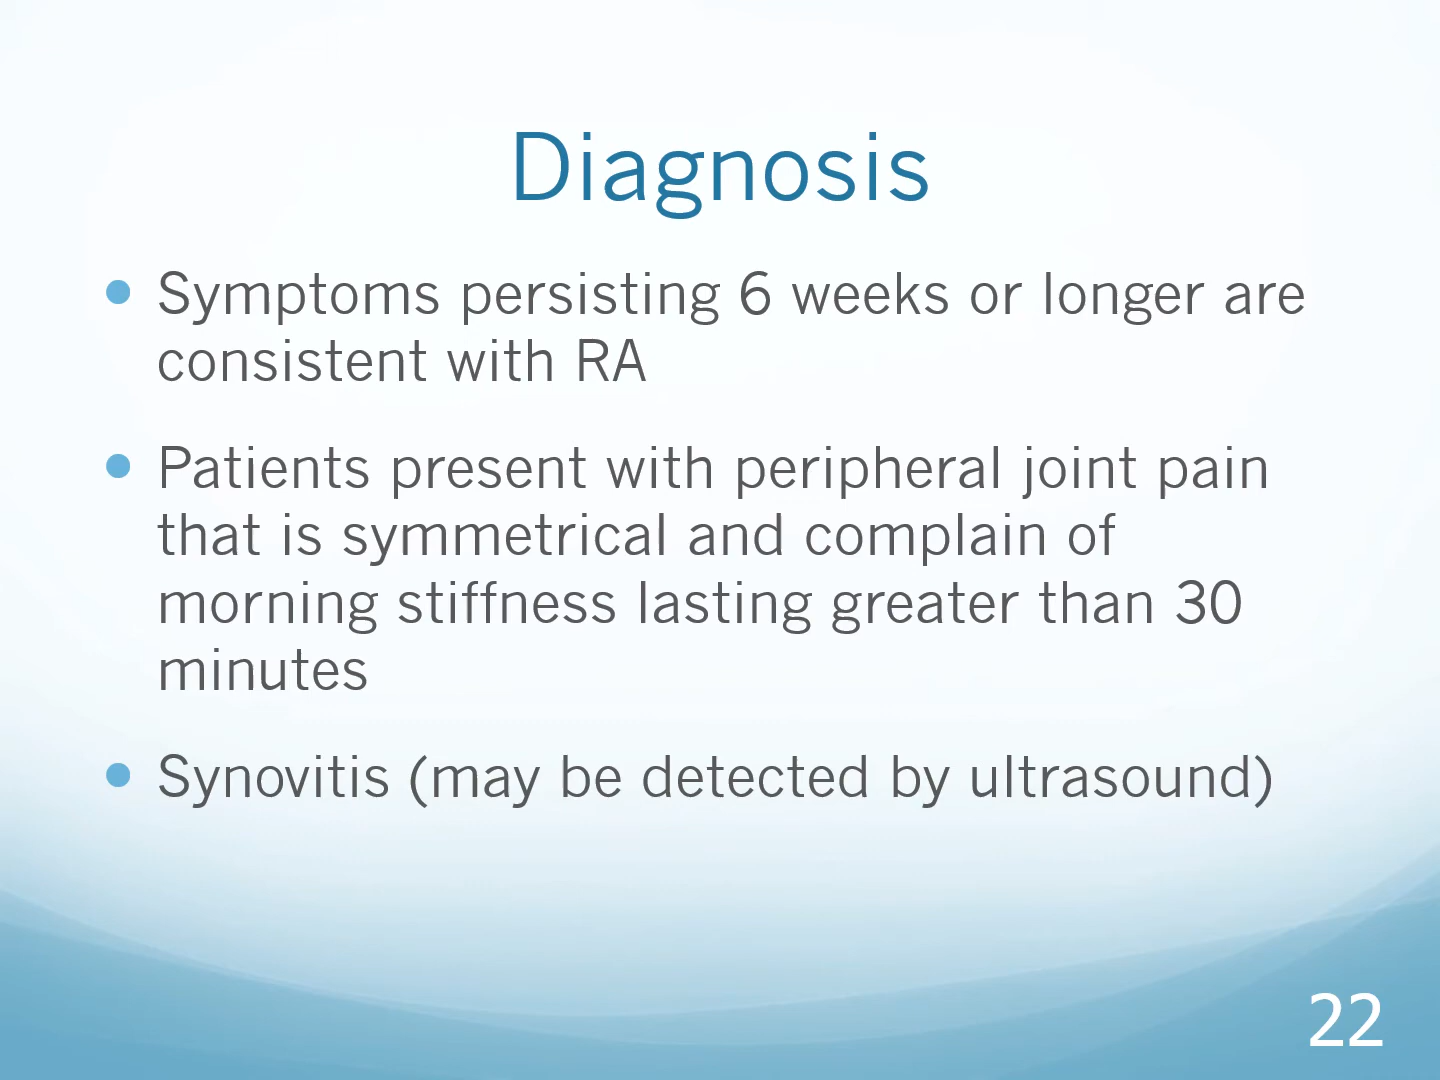 Diagnosis
Symptoms persisting 6 weeks or longer are
consistent with RA
Patients present with peripheral joint pain
that is symmetrical and complain of
morning stiffness lasting greater than 30
minutes
Synovitis (may be detected by ultrasound)
22